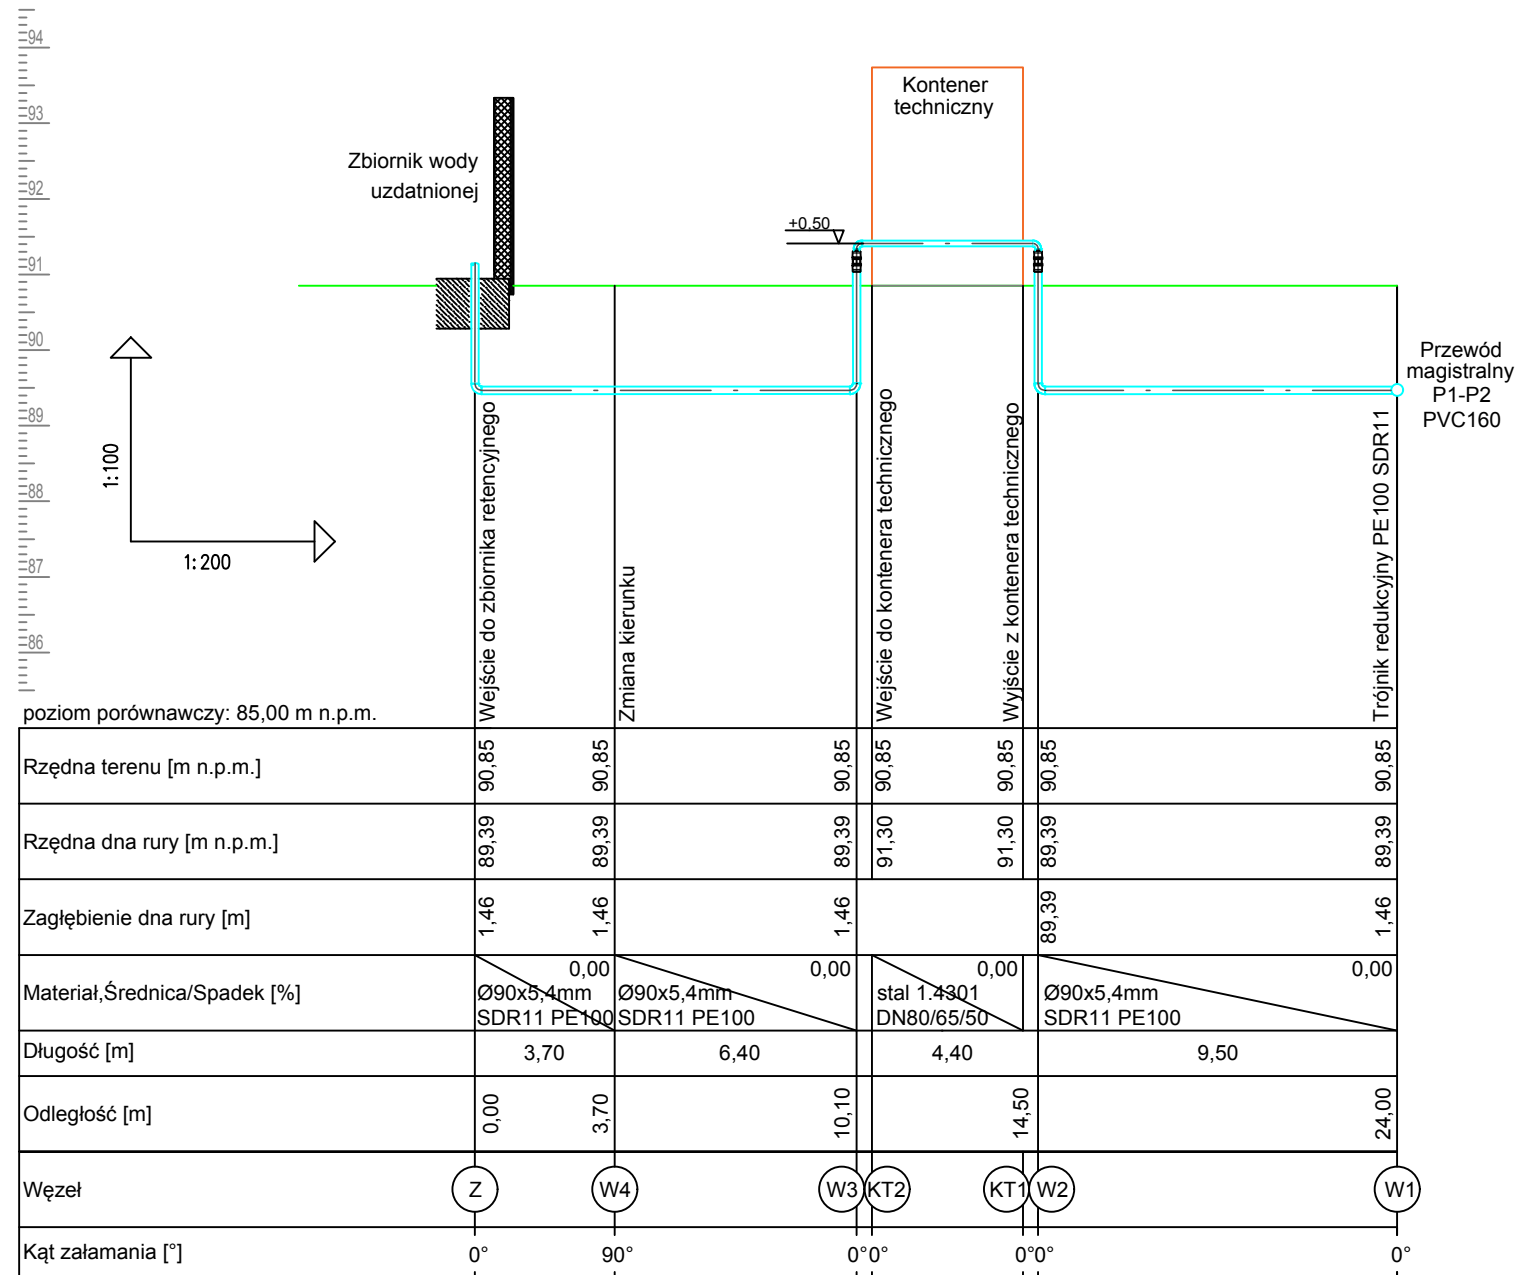 94
93
92
91
90
89
88
87
86
Kontener
techniczny
Zbiornik wody
uzdatnionej
+0.50
Przewód
magistralny
P1-P2
PVC160
1:100
1:200
Wejście do zbiornika retencyjnego
Zmiana kierunku
Wejście do kontenera technicznego
Wyjście z kontenera technicznego
Trójnik redukcyjny PE100 SDR11
poziom porównawczy: 85,00 m n.p.m.
Rzędna terenu [m n.p.m.] 90,85 90,85 90,85 90,85 90,85 90,85 90,85
Rzędna dna rury [m n.p.m.] 89,39 89,39 89,39 91,30 91,30 89,39 89,39
Zagłębienie dna rury [m] 1,46 1,46 1,46 89,39 1,46
0,00 0,00 0,00 0,00
Materiał,Średnica/Spadek [%] Ø90x5,4mm Ø90x5,4mm stal 1.4301 Ø90x5,4mm
SDR11 PE100 SDR11 PE100 DN80/65/50 SDR11 PE100
Długość [m] 3,70 6,40 4,40 9,50
Odległość [m] 0,00 3,70 10,10 14,50 24,00
Węzeł Z W4 W3 KT2 KT1 W2 W1
Kąt załamania [°] 0° 90° 0° 0° 0° 0° 0°